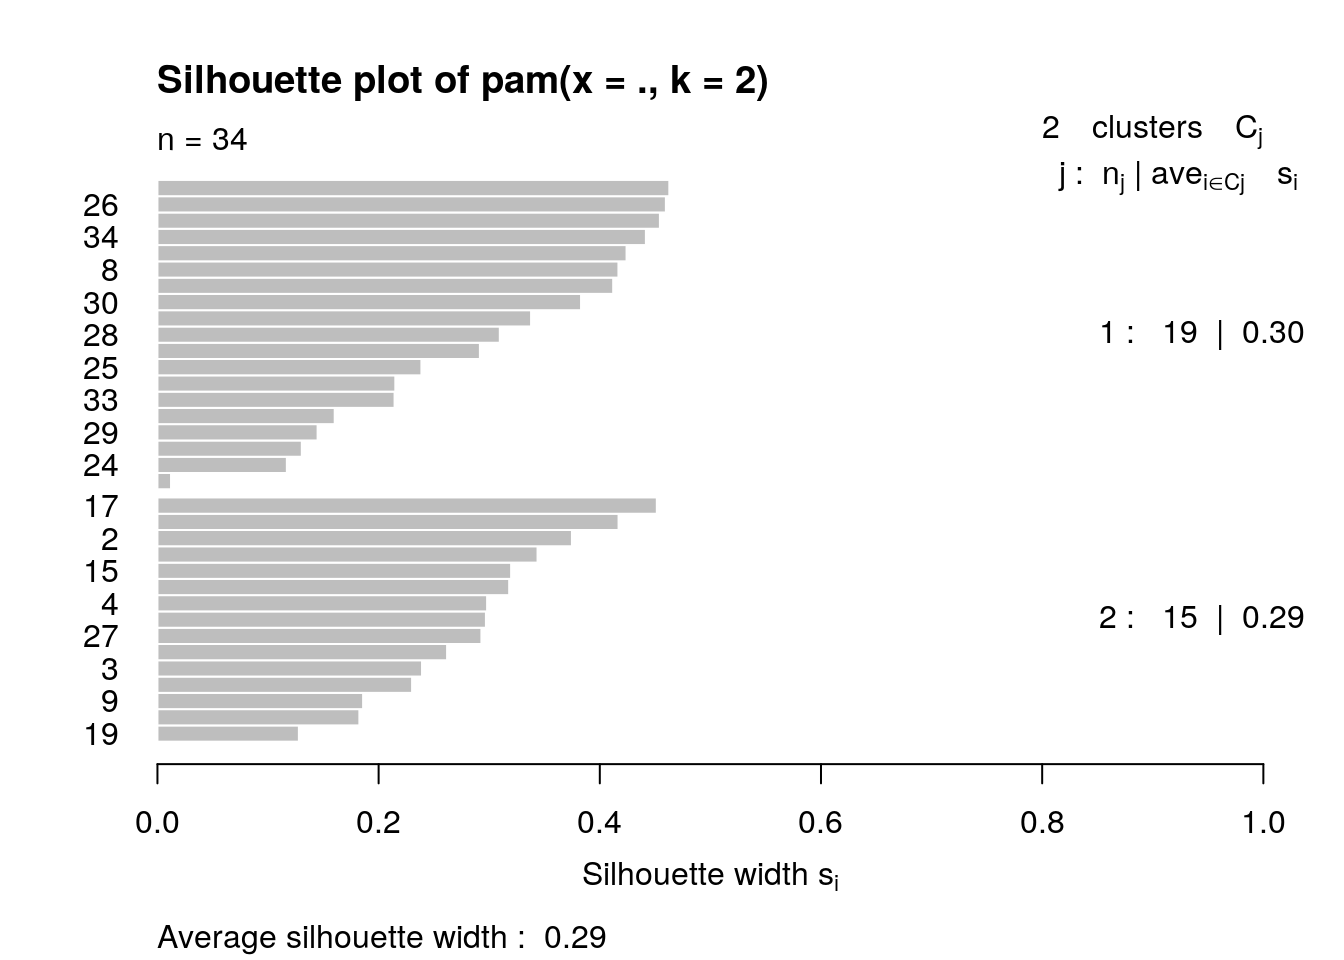 Silhouette plot of pam(x = ., k = 2)
n = 34
2 clusters Cj
j : nj | avei∈Cj si
26
34
8
30
28
25
33
29
24
1 : 19 | 0.30
17
2
15
4
27
3
9
19
2 : 15 | 0.29
0.0 0.2 0.4 0.6 0.8 1.0
Silhouette width si
Average silhouette width : 0.29